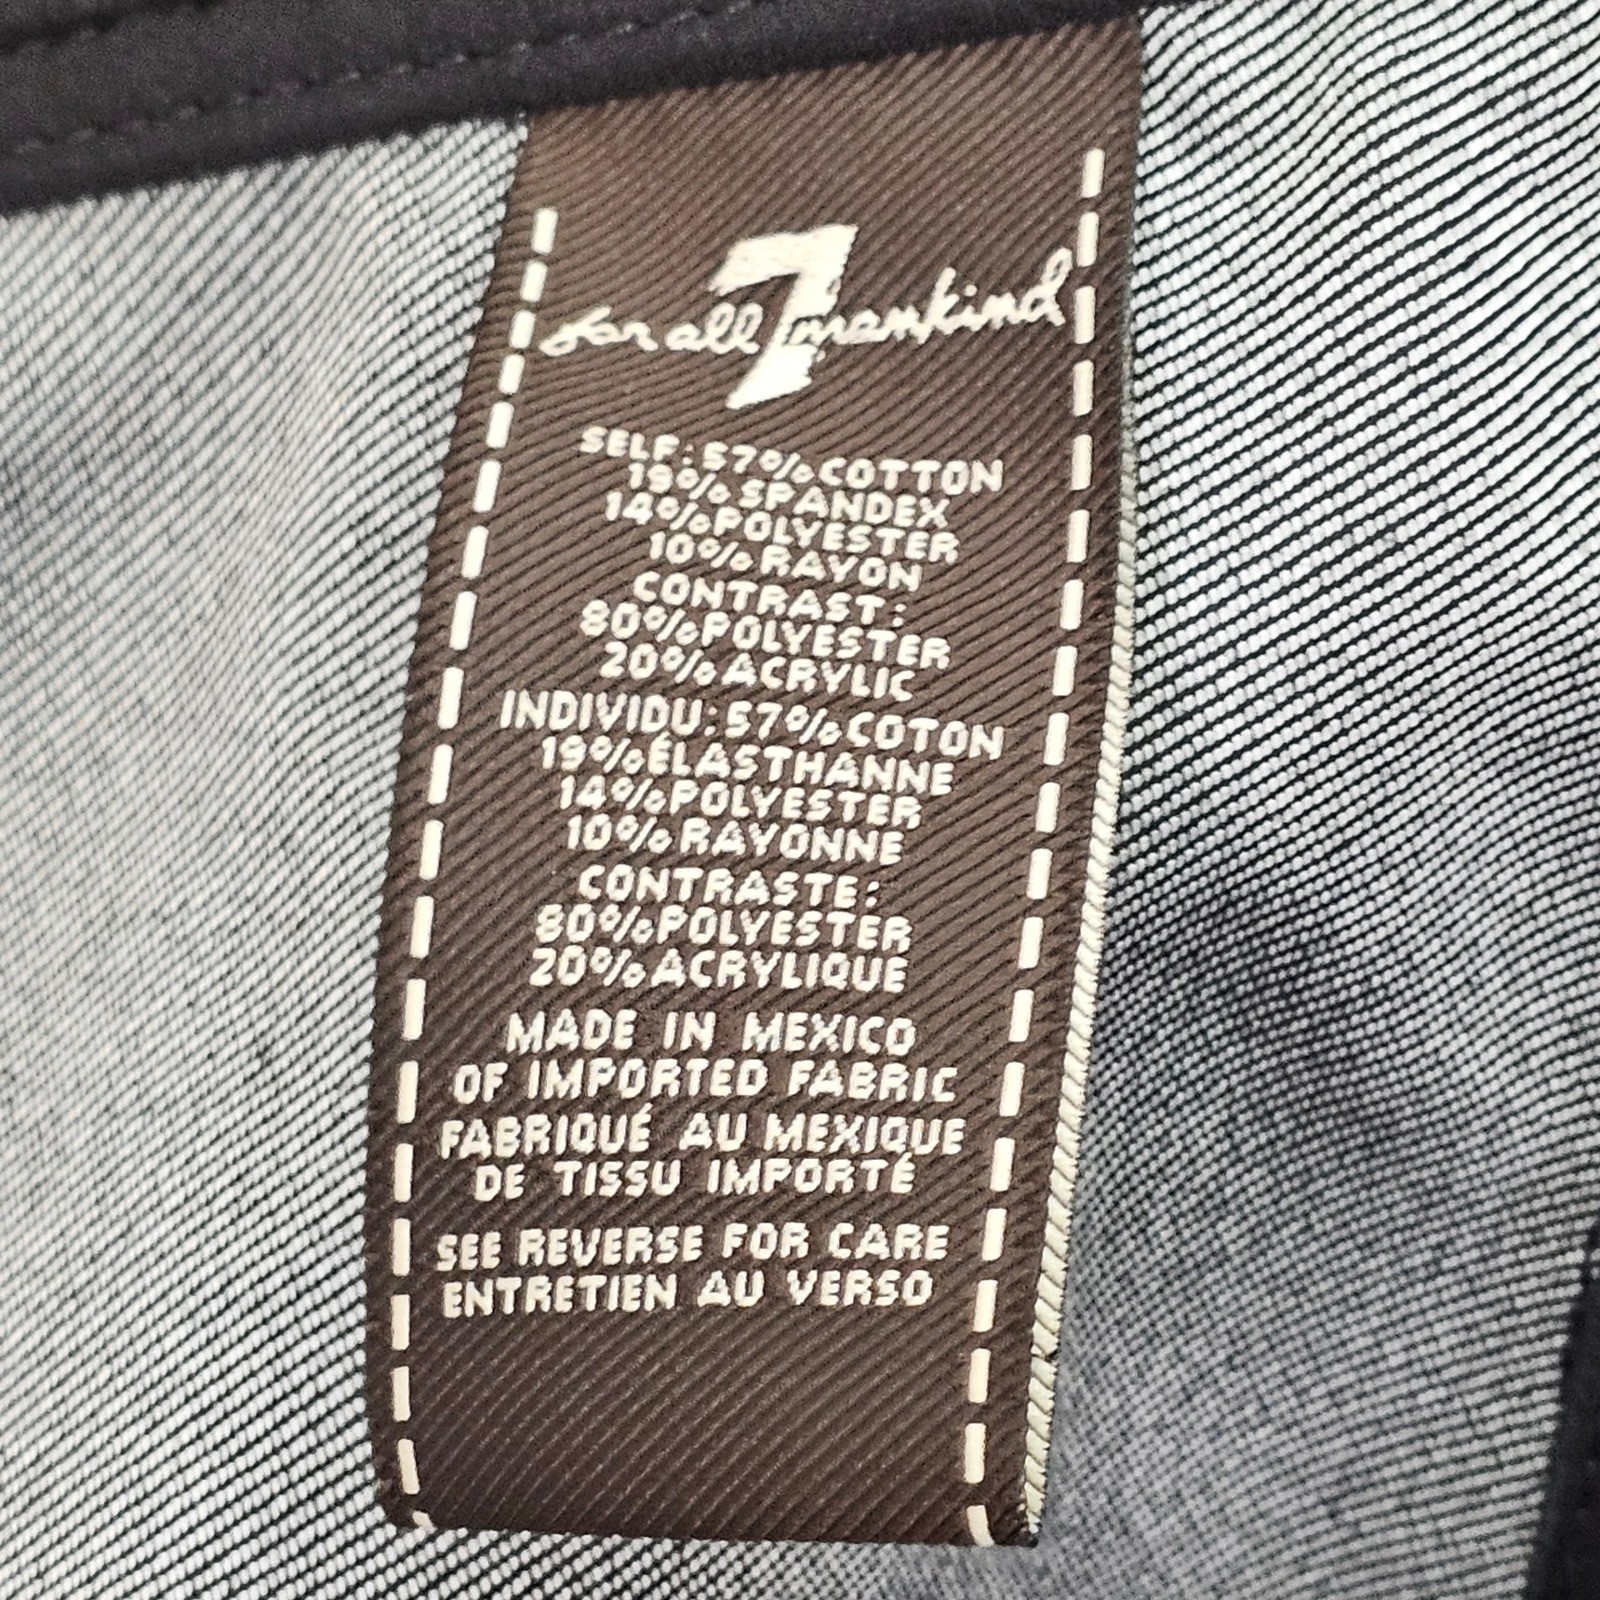 7 for all mankind
SELF: 57% COTTON
19% SPANDEX
14% POLYESTER
10% RAYON
CONTRAST:
80% POLYESTER
20% ACRYLIC
INDIVIDU: 57% COTON
19% ÉLASTHANNE
14% POLYESTER
10% RAYONNE
CONTRASTE:
80% POLYESTER
20% ACRYLIQUE
MADE IN MEXICO
OF IMPORTED FABRIC
FABRIQUÉ AU MEXIQUE
DE TISSU IMPORTÉ
SEE REVERSE FOR CARE
ENTRETIEN AU VERSO